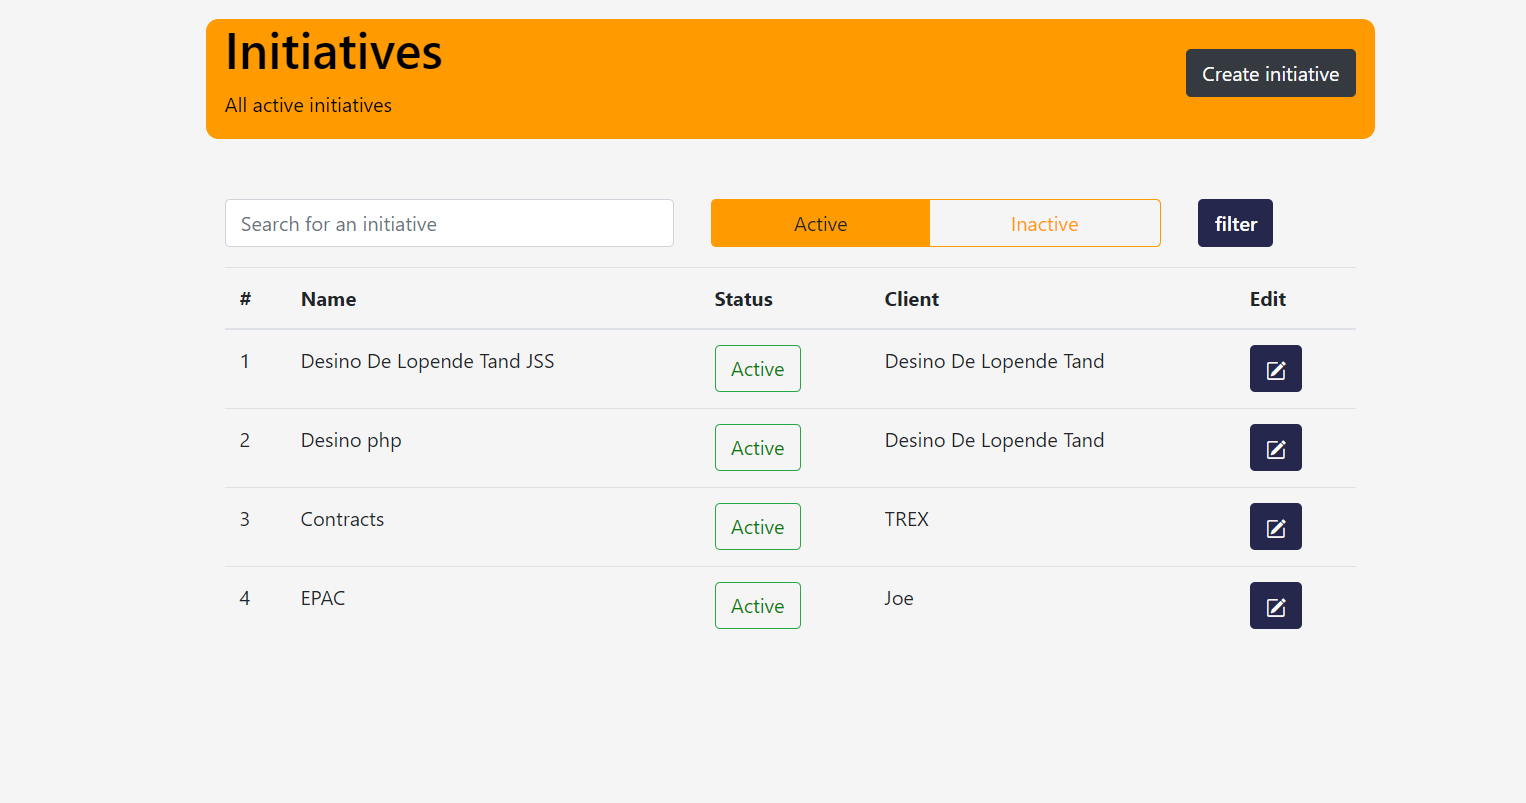 Initiatives
All active initiatives
Create initiative
Search for an initiative
Active
Inactive
filter
# Name Status Client Edit
1 Desino De Lopende Tand JSS Active Desino De Lopende Tand
2 Desino php Active Desino De Lopende Tand
3 Contracts Active TREX
4 EPAC Active Joe